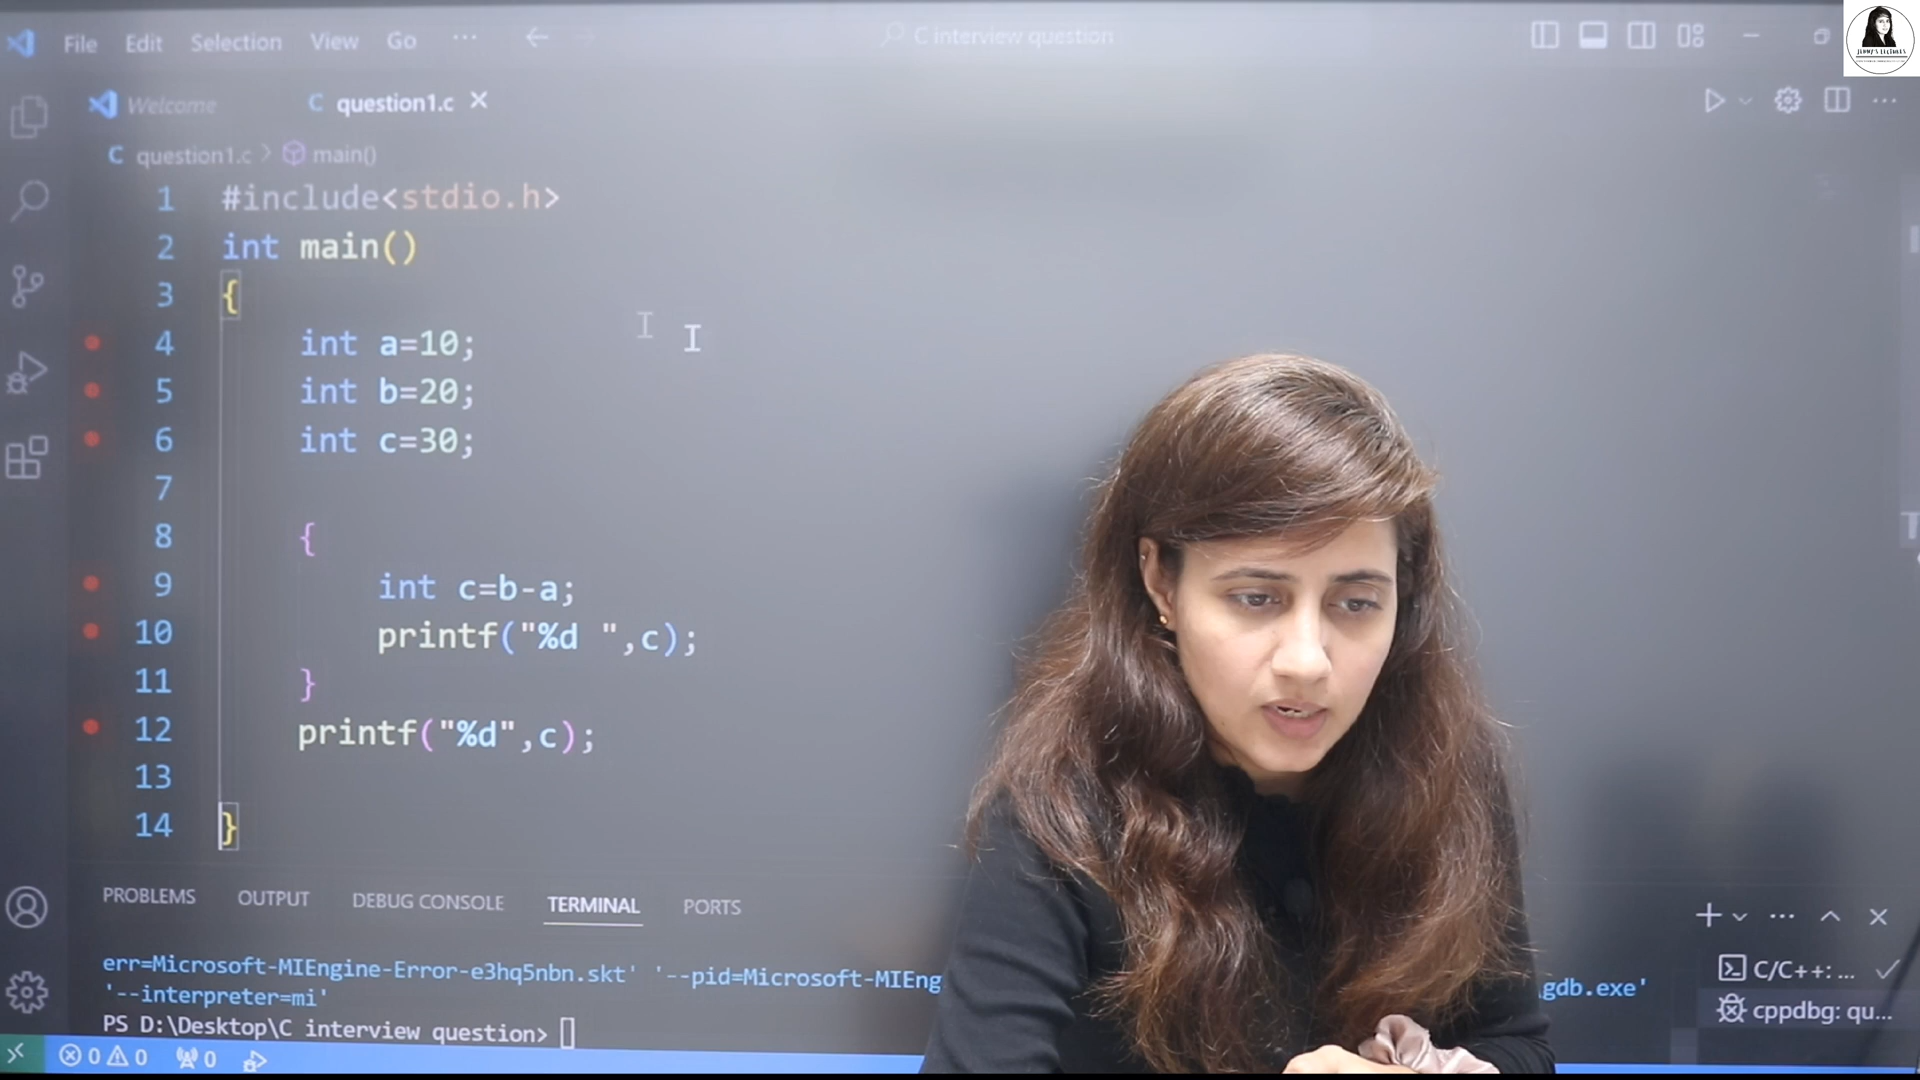 File Edit Selection View Go ... C interview question
JENNY'S LECTURES
Welcome C question1.c
C question1.c > main()
1 #include<stdio.h>
2 int main()
3 {
4 int a=10;
5 int b=20;
6 int c=30;
7
8 {
9 int c=b-a;
10 printf("%d ",c);
11 }
12 printf("%d",c);
13
14 }
PROBLEMS OUTPUT DEBUG CONSOLE TERMINAL PORTS
err=Microsoft-MIEngine-Error-e3hq5nbn.skt' '--pid=Microsoft-MIEng \gdb.exe'
'--interpreter=mi'
PS D:\Desktop\C interview question>
C/C++: ...
cppdbg: qu...
0 0 0